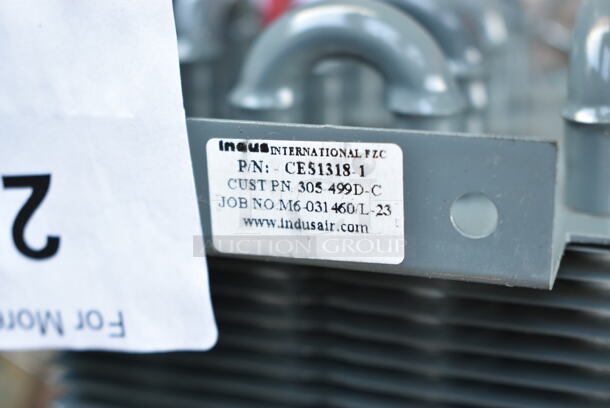 Indus INTERNATIONAL FZC
P/N: - CES1318-1
CUST PN 305-499D-C
JOB NO M6-031460/L-23
www.indusair.com
AUCTION GROUP
2
For More